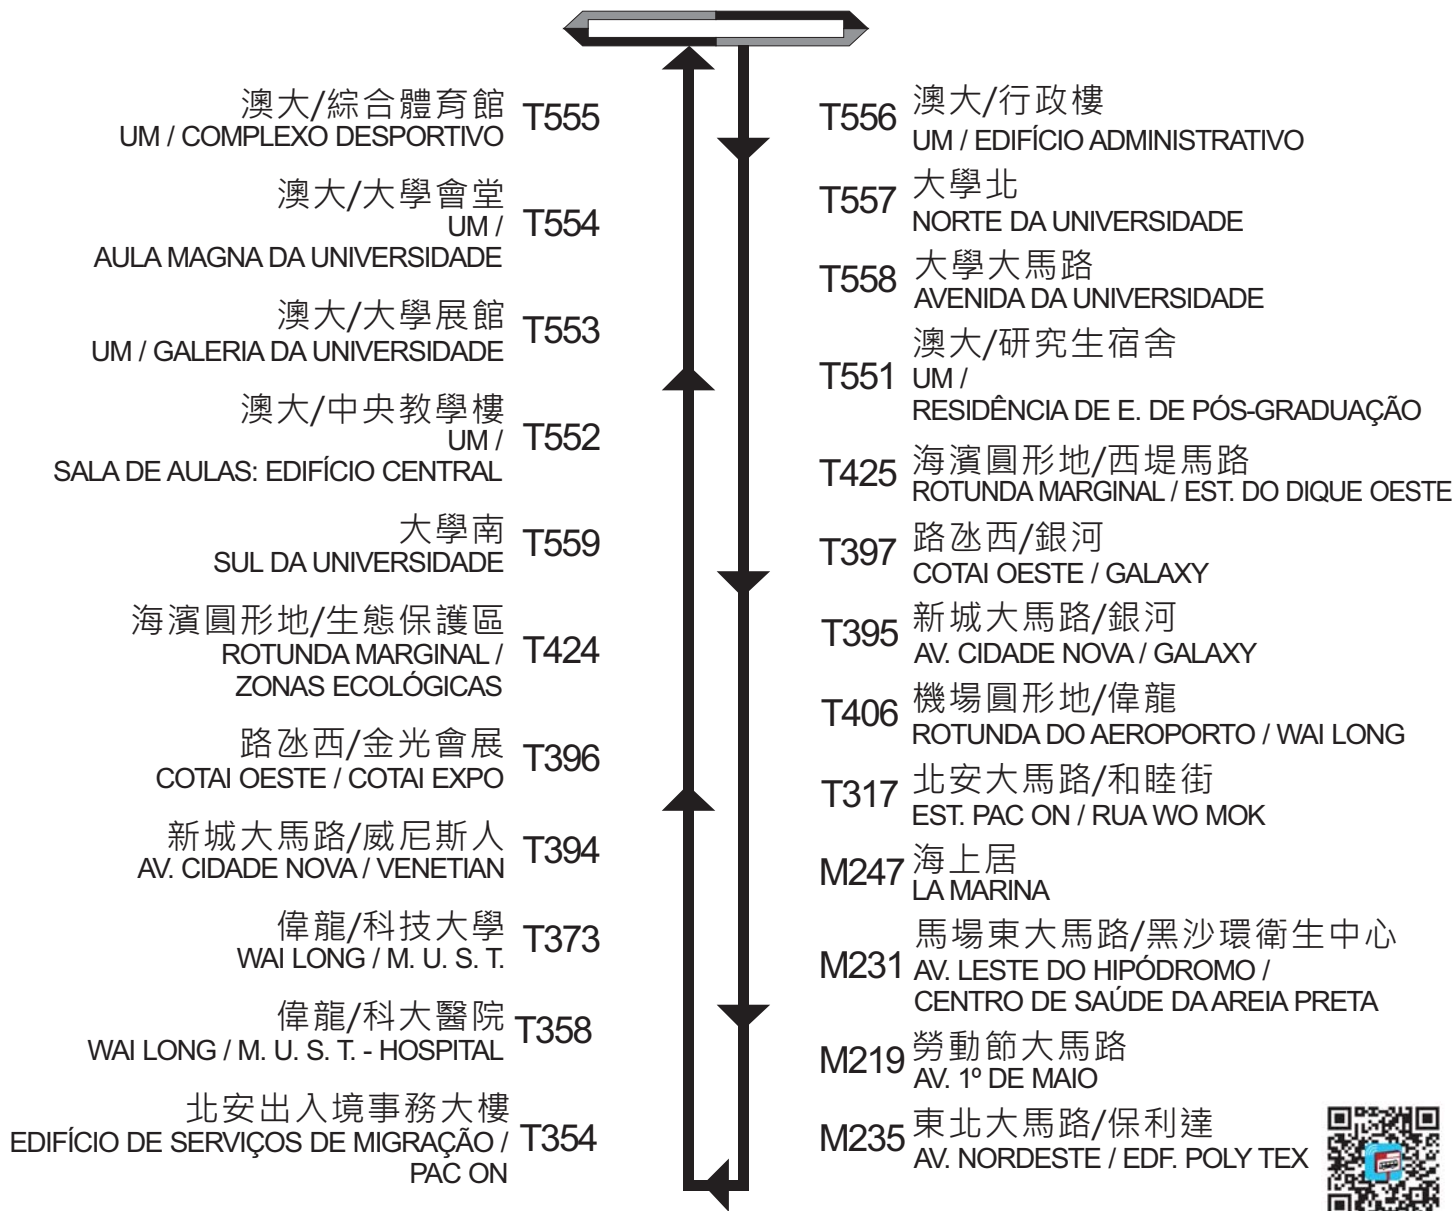 澳大/綜合體育館
UM / COMPLEXO DESPORTIVO
T555
澳大/大學會堂
UM /
AULA MAGNA DA UNIVERSIDADE
T554
澳大/大學展館
UM / GALERIA DA UNIVERSIDADE
T553
澳大/中央教學樓
UM /
SALA DE AULAS: EDIFÍCIO CENTRAL
T552
大學南
SUL DA UNIVERSIDADE
T559
海濱圓形地/生態保護區
ROTUNDA MARGINAL /
ZONAS ECOLÓGICAS
T424
路氹西/金光會展
COTAI OESTE / COTAI EXPO
T396
新城大馬路/威尼斯人
AV. CIDADE NOVA / VENETIAN
T394
偉龍/科技大學
WAI LONG / M. U. S. T.
T373
偉龍/科大醫院
WAI LONG / M. U. S. T. - HOSPITAL
T358
北安出入境事務大樓
EDIFÍCIO DE SERVIÇOS DE MIGRAÇÃO /
PAC ON
T354
T556
澳大/行政樓
UM / EDIFÍCIO ADMINISTRATIVO
T557
大學北
NORTE DA UNIVERSIDADE
T558
大學大馬路
AVENIDA DA UNIVERSIDADE
T551
澳大/研究生宿舍
UM /
RESIDÊNCIA DE E. DE PÓS-GRADUAÇÃO
T425
海濱圓形地/西堤馬路
ROTUNDA MARGINAL / EST. DO DIQUE OESTE
T397
路氹西/銀河
COTAI OESTE / GALAXY
T395
新城大馬路/銀河
AV. CIDADE NOVA / GALAXY
T406
機場圓形地/偉龍
ROTUNDA DO AEROPORTO / WAI LONG
T317
北安大馬路/和睦街
EST. PAC ON / RUA WO MOK
M247
海上居
LA MARINA
M231
馬場東大馬路/黑沙環衛生中心
AV. LESTE DO HIPÓDROMO /
CENTRO DE SAÚDE DA AREIA PRETA
M219
勞動節大馬路
AV. 1º DE MAIO
M235
東北大馬路/保利達
AV. NORDESTE / EDF. POLY TEX